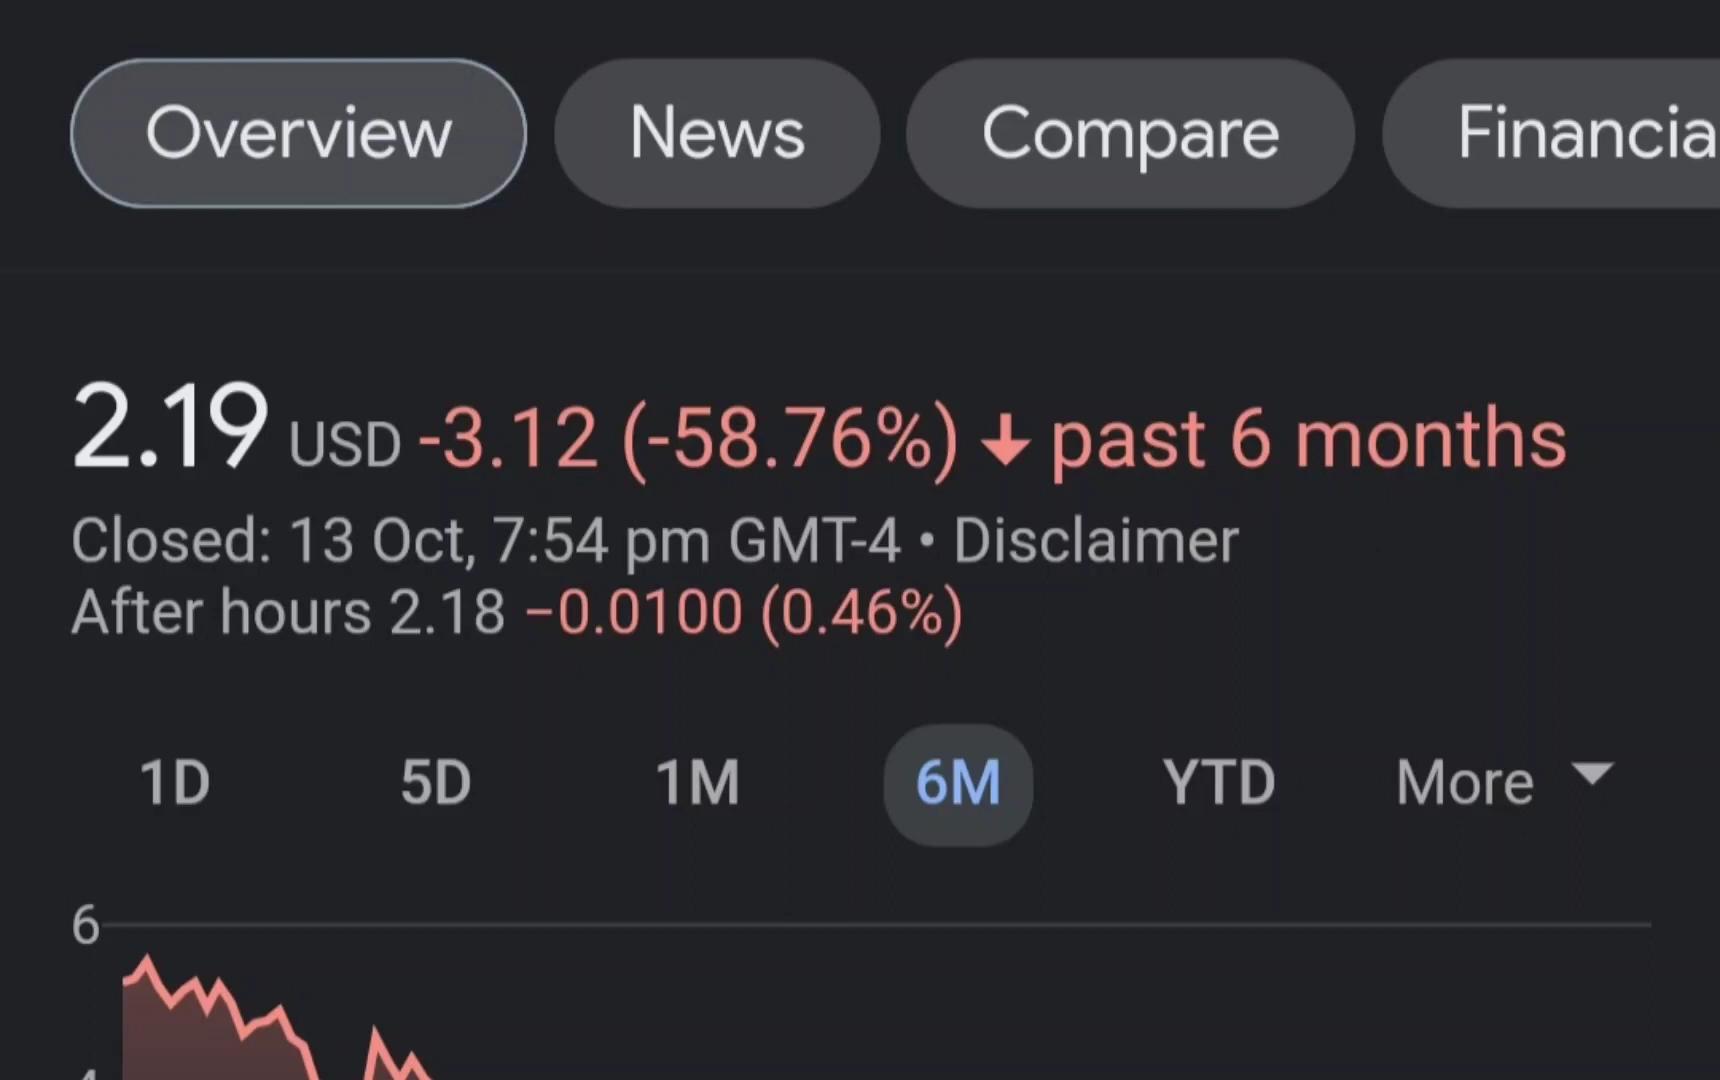 Overview News Compare Financia
2.19 USD -3.12 (-58.76%) ↓ past 6 months
Closed: 13 Oct, 7:54 pm GMT-4 • Disclaimer
After hours 2.18 −0.0100 (0.46%)
1D 5D 1M 6M YTD More
6
4